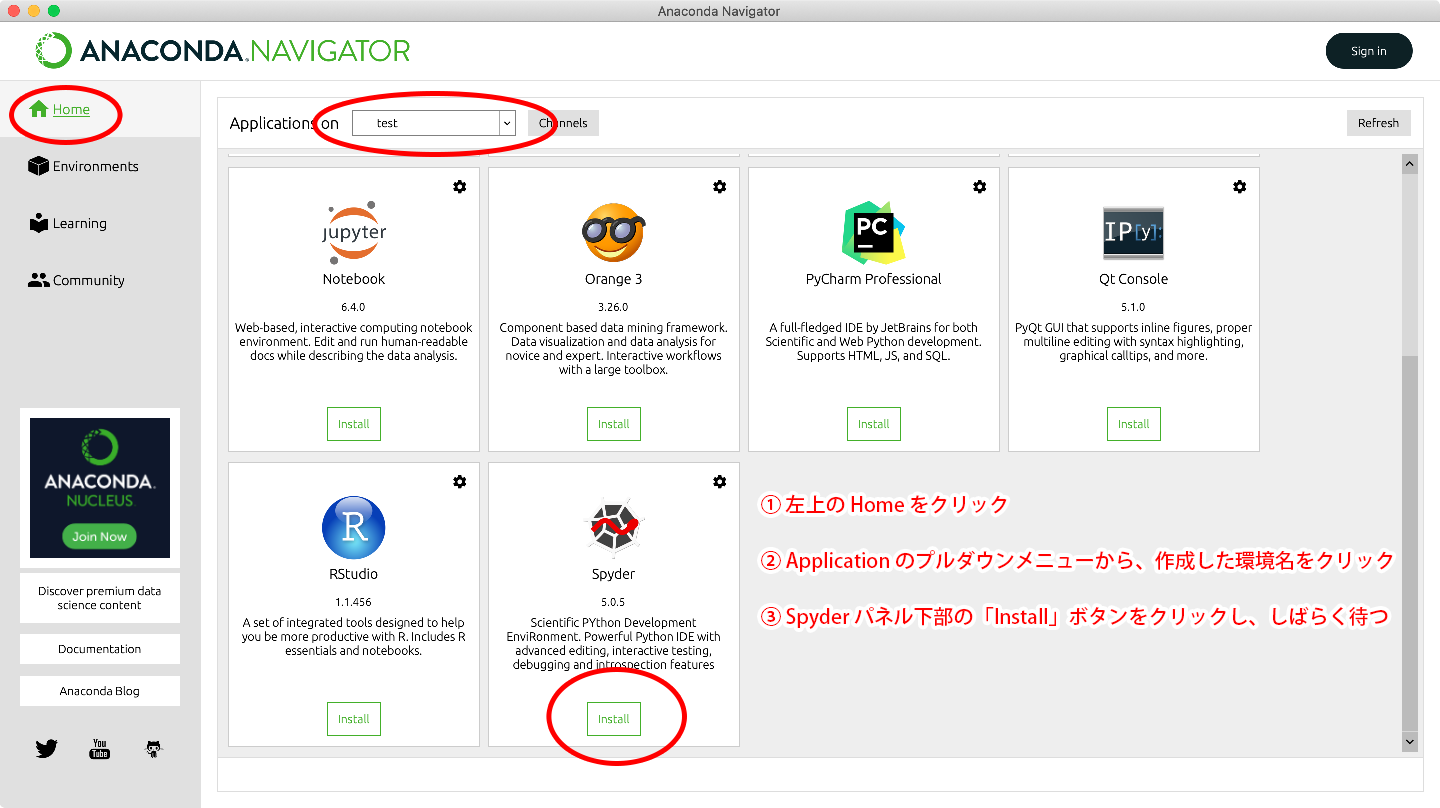 Anaconda Navigator
ANACONDA.NAVIGATOR
Sign in
Home
Environments
Learning
Community
ANACONDA.
NUCLEUS
Join Now
Discover premium data
science content
Documentation
Anaconda Blog
You
Tube
Applications on
test
Channels
Refresh
jupyter
Notebook
6.4.0
Web-based, interactive computing notebook
environment. Edit and run human-readable
docs while describing the data analysis.
Install
Orange 3
3.26.0
Component based data mining framework.
Data visualization and data analysis for
novice and expert. Interactive workflows
with a large toolbox.
Install
PC
PyCharm Professional
A full-fledged IDE by JetBrains for both
Scientific and Web Python development.
Supports HTML, JS, and SQL.
Install
IP[y]:
Qt Console
5.1.0
PyQt GUI that supports inline figures, proper
multiline editing with syntax highlighting,
graphical calltips, and more.
Install
R
RStudio
1.1.456
A set of integrated tools designed to help
you be more productive with R. Includes R
essentials and notebooks.
Install
Spyder
5.0.5
Scientific PYthon Development
EnviRonment. Powerful Python IDE with
advanced editing, interactive testing,
debugging and introspection features
Install
① 左上の Home をクリック
② Application のプルダウンメニューから、作成した環境名をクリック
③ Spyder パネル下部の「Install」ボタンをクリックし、しばらく待つ